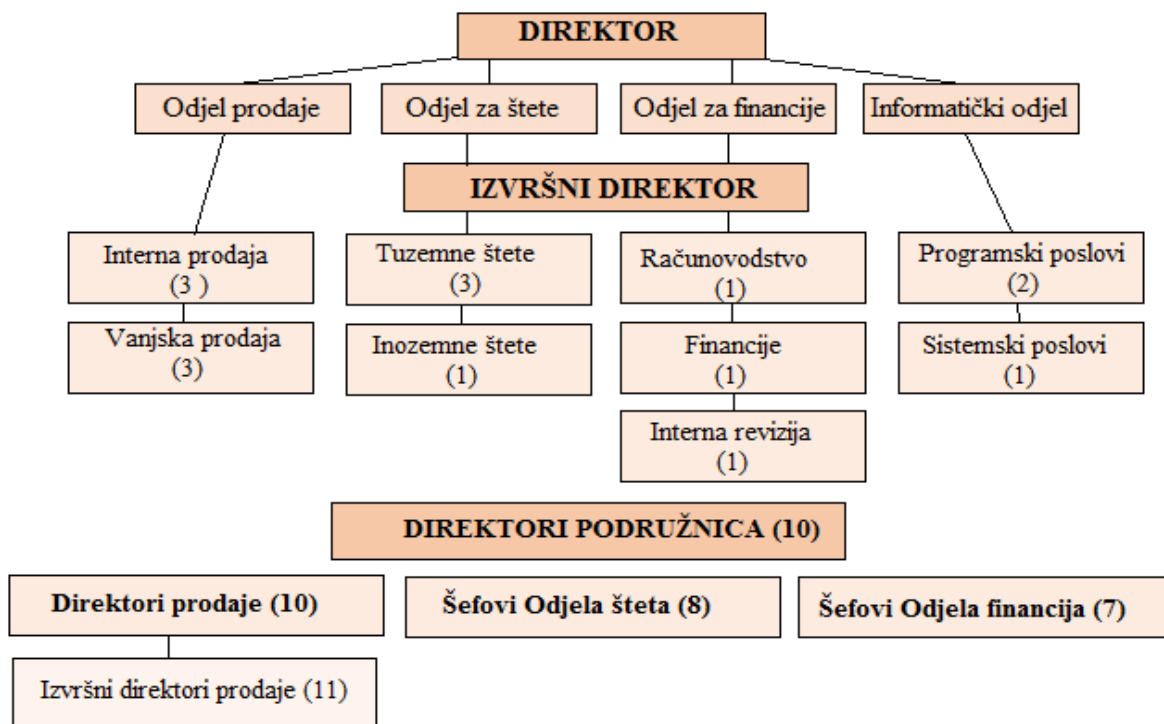 DIREKTOR
Odjel prodaje
Odjel za štete
Odjel za financije
Informatički odjel
IZVRŠNI DIREKTOR
Interna prodaja
(3 )
Tuzemne štete
(3)
Računovodstvo
(1)
Programski poslovi
(2)
Vanjska prodaja
(3)
Inozemne štete
(1)
Financije
(1)
Sistemski poslovi
(1)
Interna revizija
(1)
DIREKTORI PODRUŽNICA (10)
Direktori prodaje (10)
Šefovi Odjela šteta (8)
Šefovi Odjela financija (7)
Izvršni direktori prodaje (11)